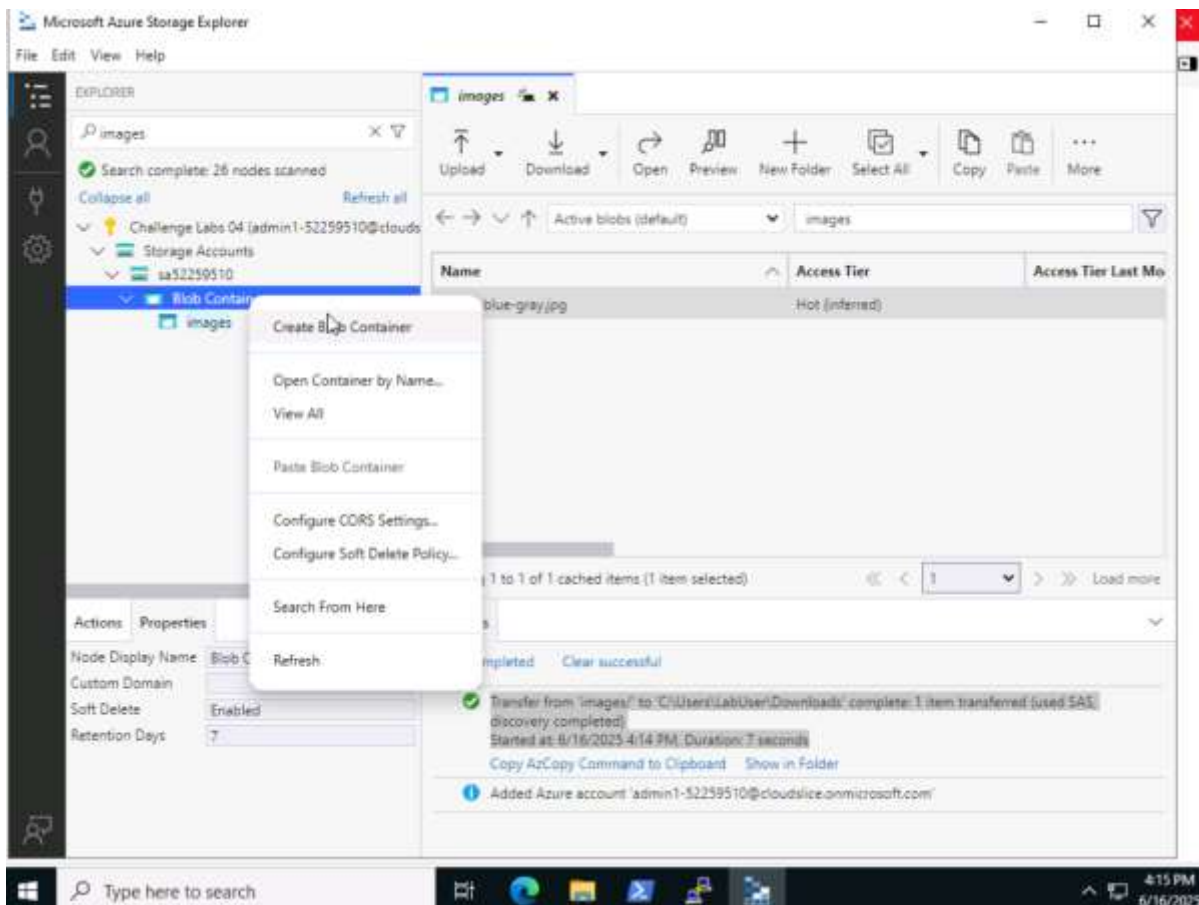 Microsoft Azure Storage Explorer
File Edit View Help
EXPLORER
images
Search complete: 26 nodes scanned
Collapse all Refresh all
Challenge Labs 04 (admin1-52259510@clouds
Storage Accounts
sa52259510
Blob Contain
images
Create Blob Container
Open Container by Name...
View All
Paste Blob Container
Configure CORS Settings...
Configure Soft Delete Policy...
Search From Here
Refresh
images
Upload Download Open Preview New Folder Select All Copy Paste More
Active blobs (default) images
Name Access Tier Access Tier Last Mo
blue-gray.jpg Hot (inferred)
1 to 1 of 1 cached items (1 item selected) 1 Load more
Actions Properties
Node Display Name Blob C
Custom Domain
Soft Delete Enabled
Retention Days 7
Clear successful
Transfer from 'images/' to 'C:\Users\LabUser\Downloads' complete: 1 item transferred (used SAS,
discovery completed)
Started at: 6/16/2025 4:14 PM, Duration: 7 seconds
Copy AzCopy Command to Clipboard Show in Folder
Added Azure account 'admin1-52259510@cloudslice.onmicrosoft.com'
Type here to search
4:15 PM
6/16/202